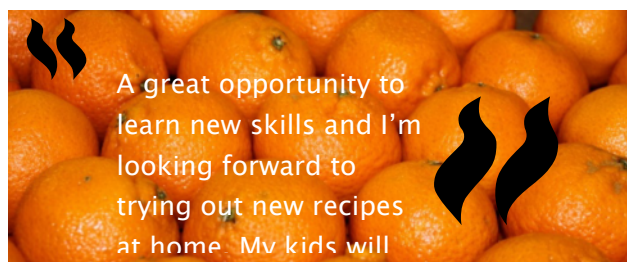 A great opportunity to
learn new skills and I’m
looking forward to
trying out new recipes
at home. My kids will